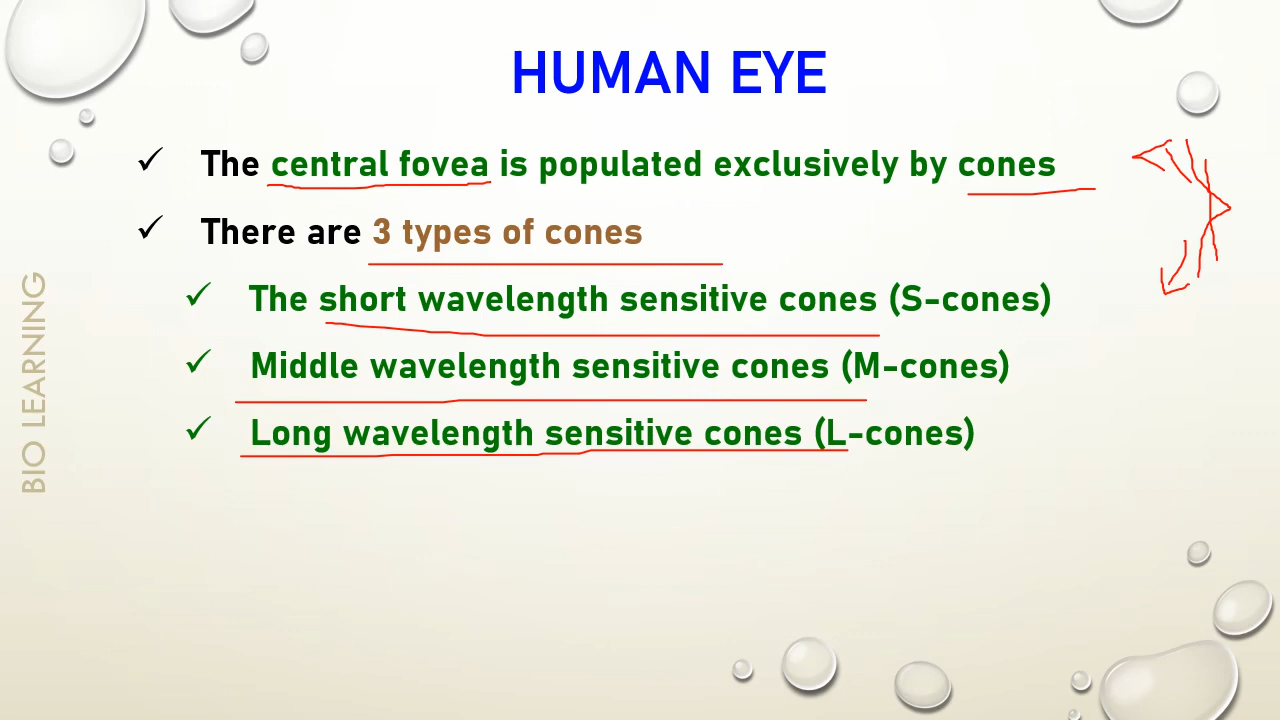 HUMAN EYE
The central fovea is populated exclusively by cones
There are 3 types of cones
The short wavelength sensitive cones (S-cones)
Middle wavelength sensitive cones (M-cones)
Long wavelength sensitive cones (L-cones)
BIO LEARNING